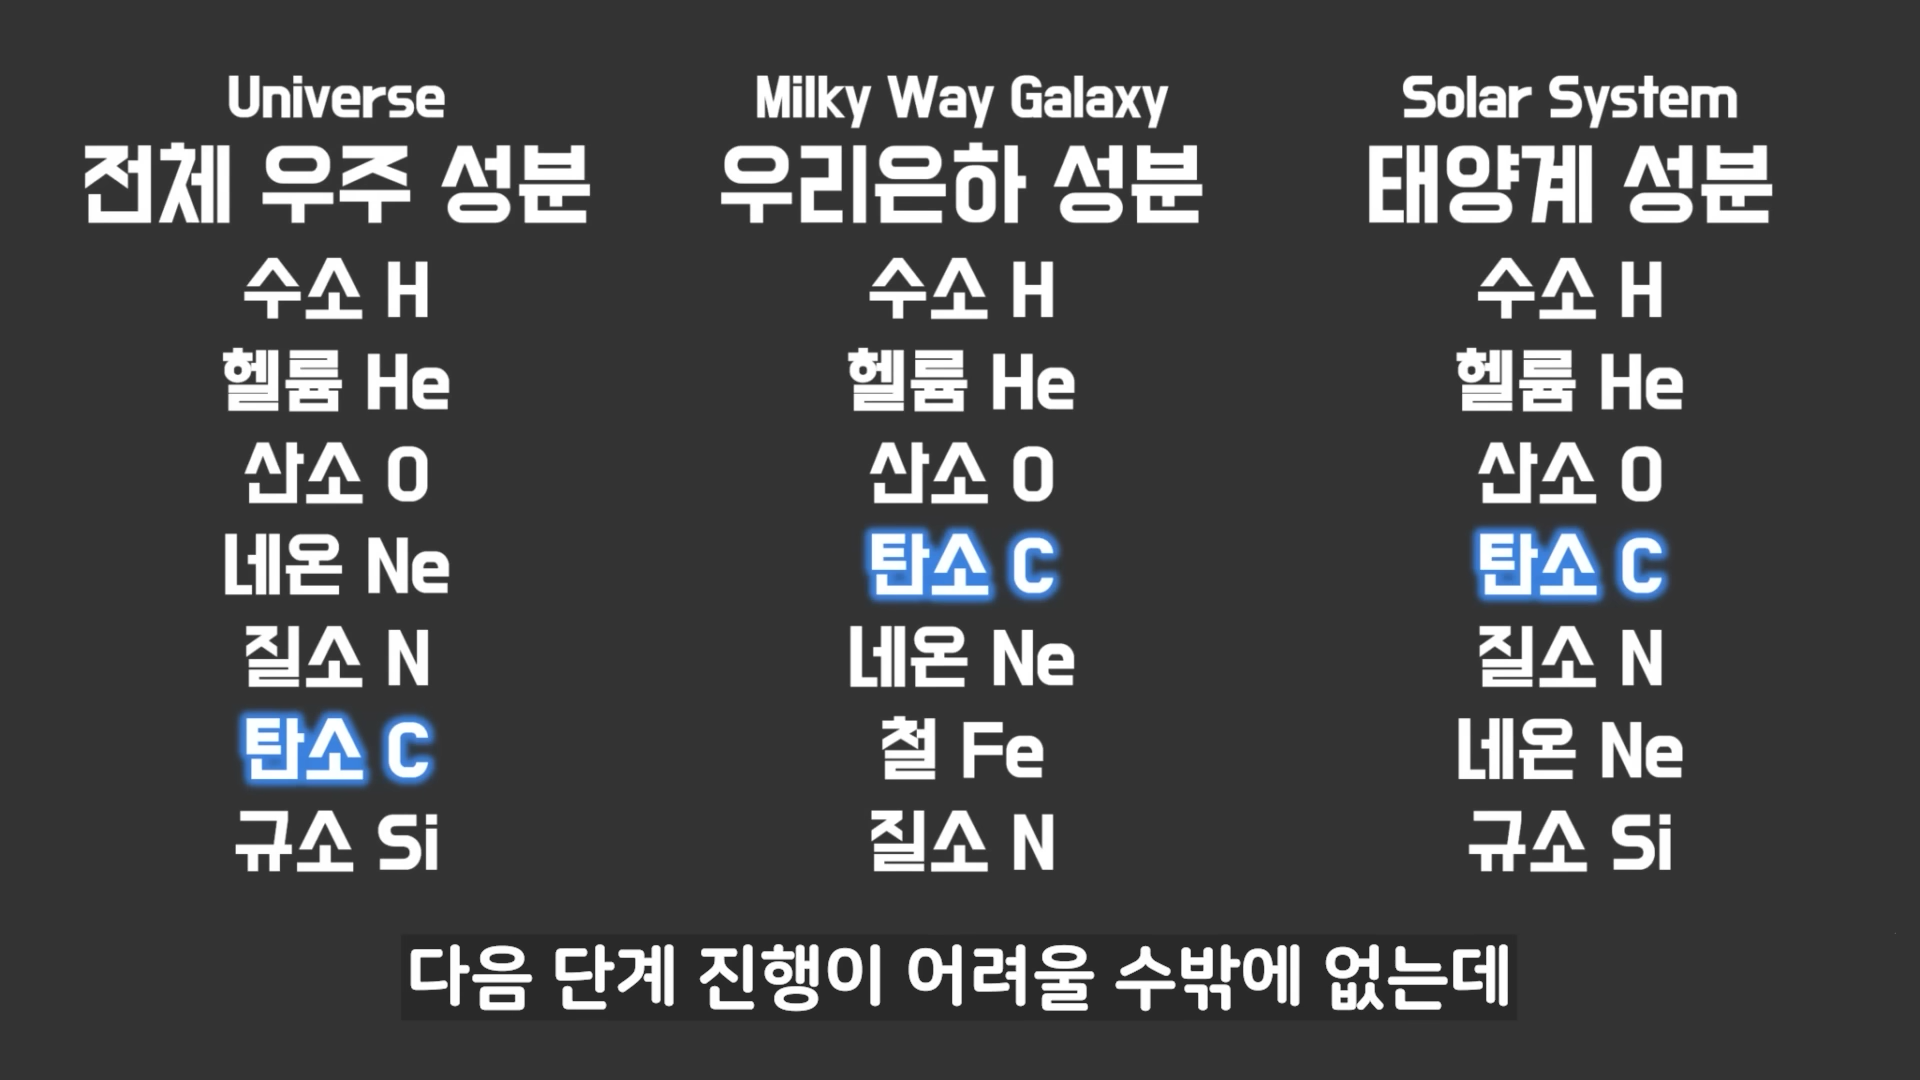 Universe
전체 우주 성분
수소 H
헬륨 He
산소 O
네온 Ne
질소 N
탄소 C
규소 Si
Milky Way Galaxy
우리은하 성분
수소 H
헬륨 He
산소 O
탄소 C
네온 Ne
철 Fe
질소 N
Solar System
태양계 성분
수소 H
헬륨 He
산소 O
탄소 C
질소 N
네온 Ne
규소 Si
다음 단계 진행이 어려울 수밖에 없는데